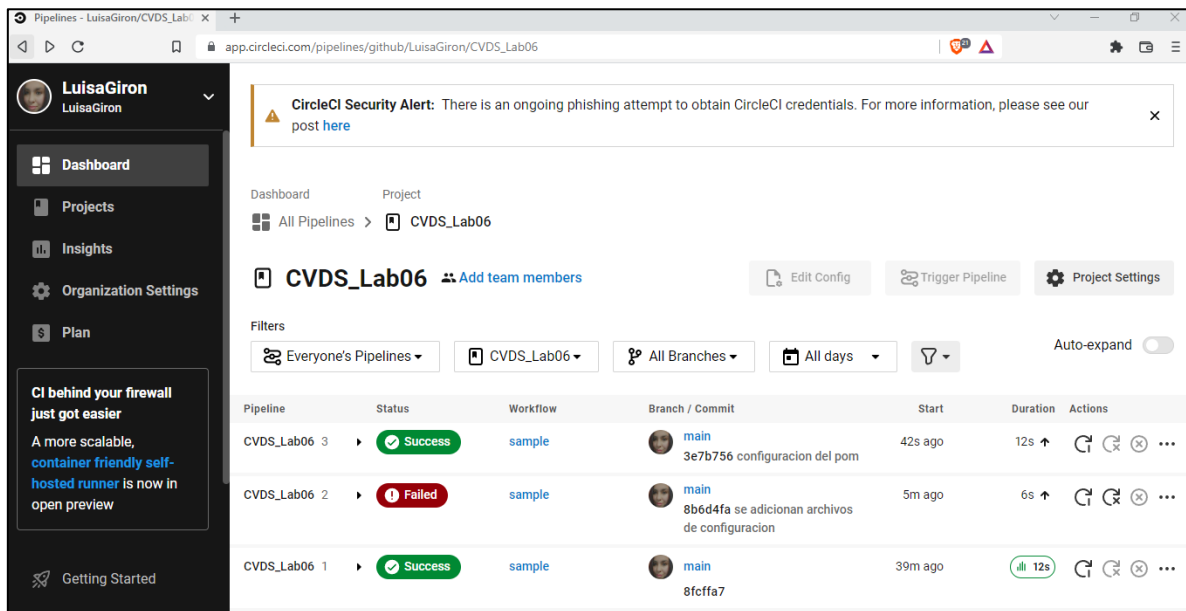 Pipelines - LuisaGiron/CVDS_Lab
app.circleci.com/pipelines/github/LuisaGiron/CVDS_Lab06
LuisaGiron
LuisaGiron
Dashboard
Projects
Insights
Organization Settings
Plan
CI behind your firewall
just got easier
A more scalable,
container friendly self-
hosted runner is now in
open preview
Getting Started
CircleCI Security Alert: There is an ongoing phishing attempt to obtain CircleCI credentials. For more information, please see our
post here
Dashboard Project
All Pipelines > CVDS_Lab06
CVDS_Lab06 Add team members
Edit Config Trigger Pipeline Project Settings
Filters
Everyone's Pipelines CVDS_Lab06 All Branches All days
Auto-expand
Pipeline Status Workflow Branch / Commit Start Duration Actions
CVDS_Lab06 3 Success sample main 42s ago 12s
3e7b756 configuracion del pom
CVDS_Lab06 2 Failed sample main 5m ago 6s
8b6d4fa se adicionan archivos
de configuracion
CVDS_Lab06 1 Success sample main 39m ago 12s
8fcffa7